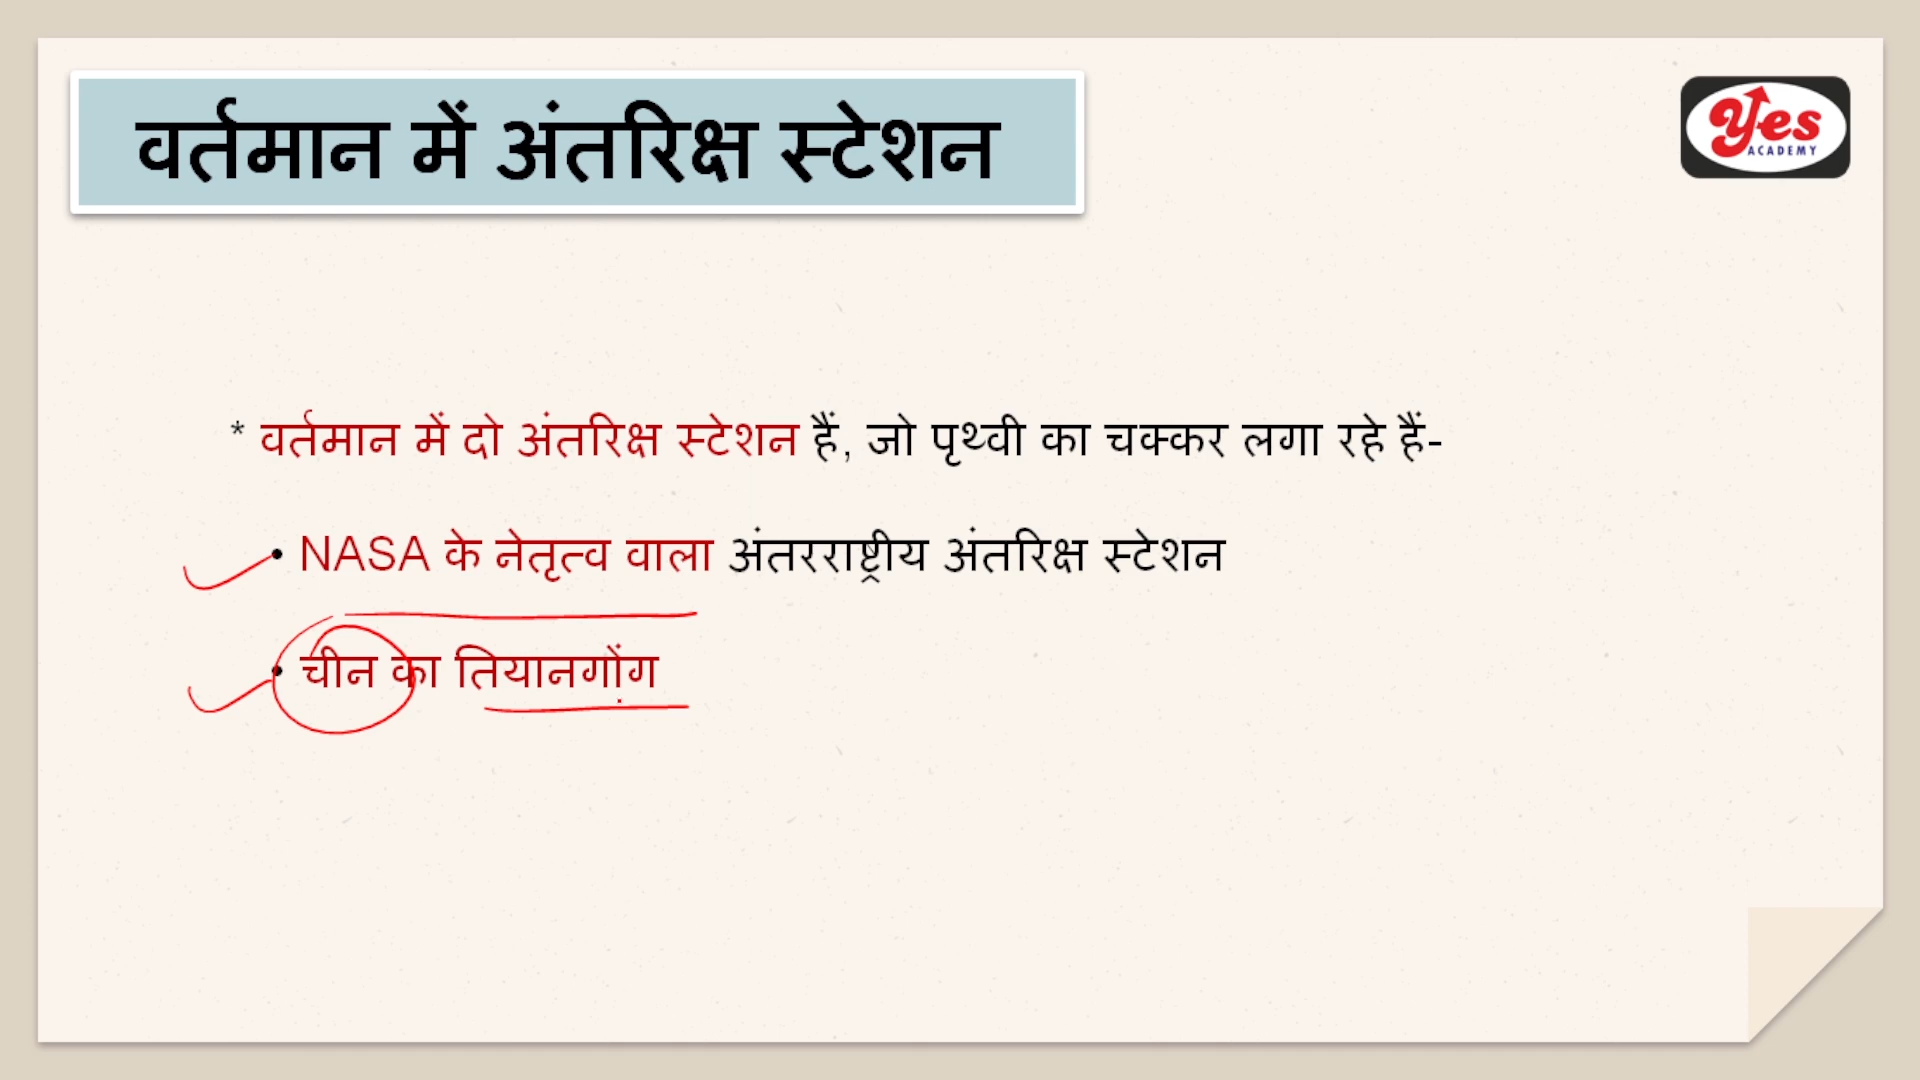 वर्तमान में अंतरिक्ष स्टेशन
Yes
ACADEMY
* वर्तमान में दो अंतरिक्ष स्टेशन हैं, जो पृथ्वी का चक्कर लगा रहे हैं-
• NASA के नेतृत्व वाला अंतरराष्ट्रीय अंतरिक्ष स्टेशन
• चीन का तियानगोंग